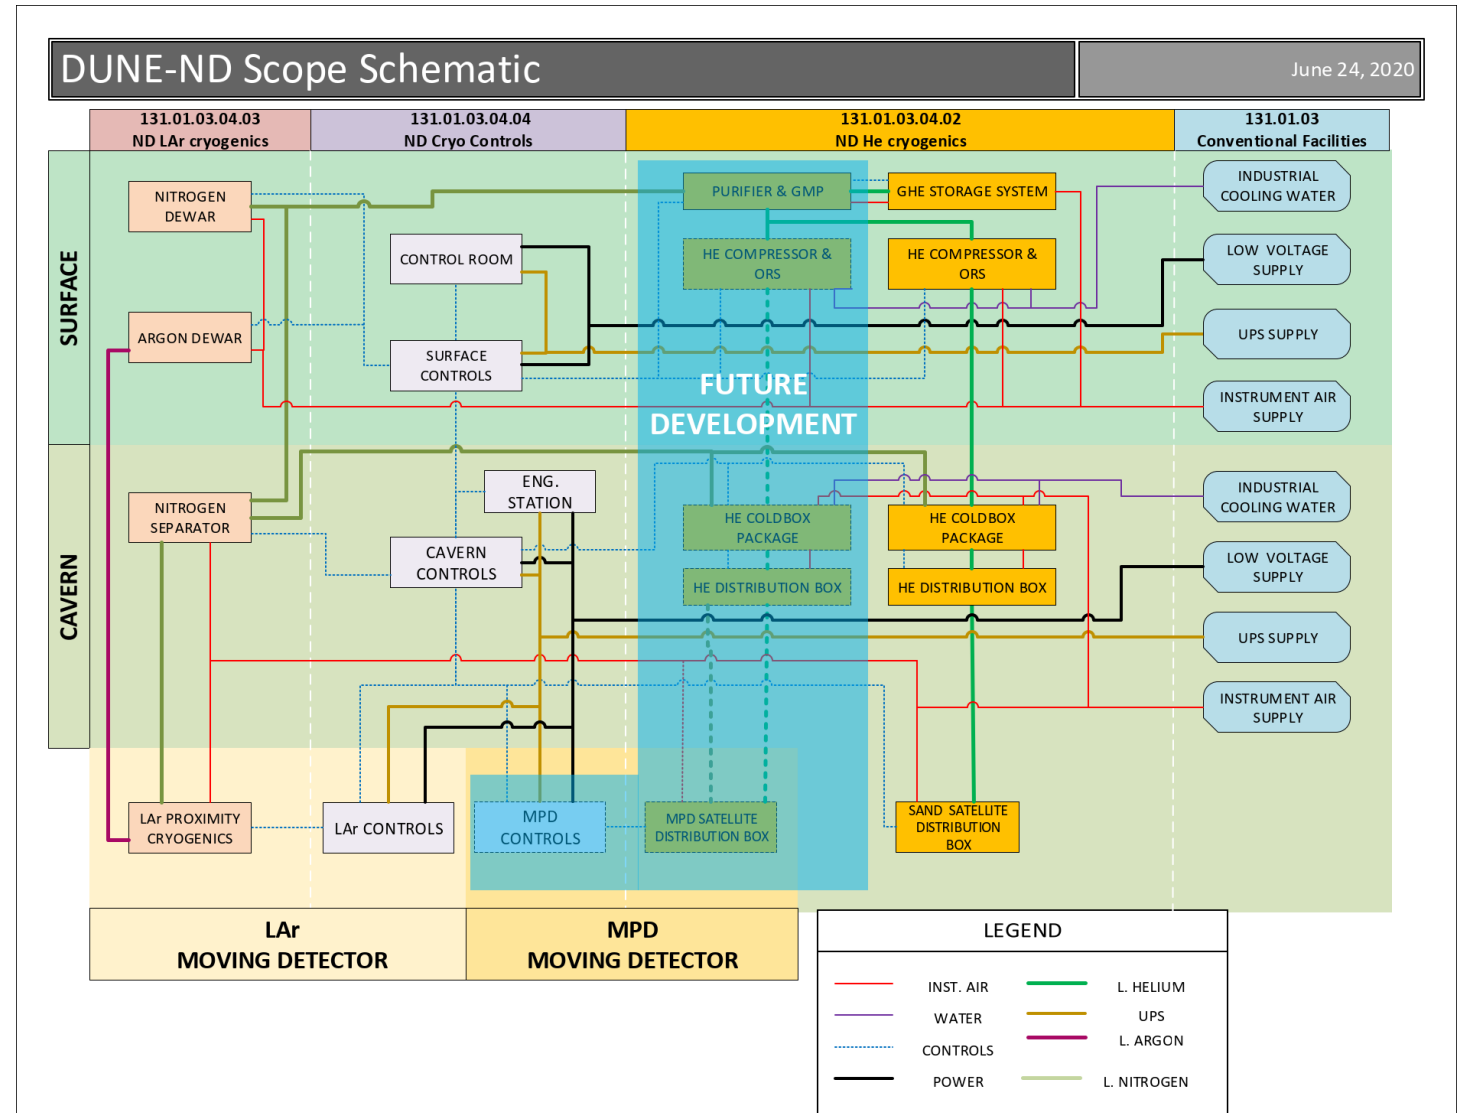 DUNE-ND Scope Schematic
June 24, 2020
131.01.03.04.03
ND LAr cryogenics
131.01.03.04.04
ND Cryo Controls
131.01.03.04.02
ND He cryogenics
131.01.03
Conventional Facilities
SURFACE
NITROGEN
DEWAR
ARGON DEWAR
CONTROL ROOM
SURFACE
CONTROLS
PURIFIER & GMP
GHE STORAGE SYSTEM
HE COMPRESSOR &
ORS
HE COMPRESSOR &
ORS
FUTURE
DEVELOPMENT
INDUSTRIAL
COOLING WATER
LOW VOLTAGE
SUPPLY
UPS SUPPLY
INSTRUMENT AIR
SUPPLY
CAVERN
NITROGEN
SEPARATOR
ENG.
STATION
CAVERN
CONTROLS
HE COLDBOX
PACKAGE
HE COLDBOX
PACKAGE
HE DISTRIBUTION BOX
HE DISTRIBUTION BOX
INDUSTRIAL
COOLING WATER
LOW VOLTAGE
SUPPLY
UPS SUPPLY
INSTRUMENT AIR
SUPPLY
LAr PROXIMITY
CRYOGENICS
LAr CONTROLS
MPD
CONTROLS
MPD SATELLITE
DISTRIBUTION BOX
SAND SATELLITE
DISTRIBUTION
BOX
LAr
MOVING DETECTOR
MPD
MOVING DETECTOR
LEGEND
INST. AIR
L. HELIUM
WATER
UPS
CONTROLS
L. ARGON
POWER
L. NITROGEN